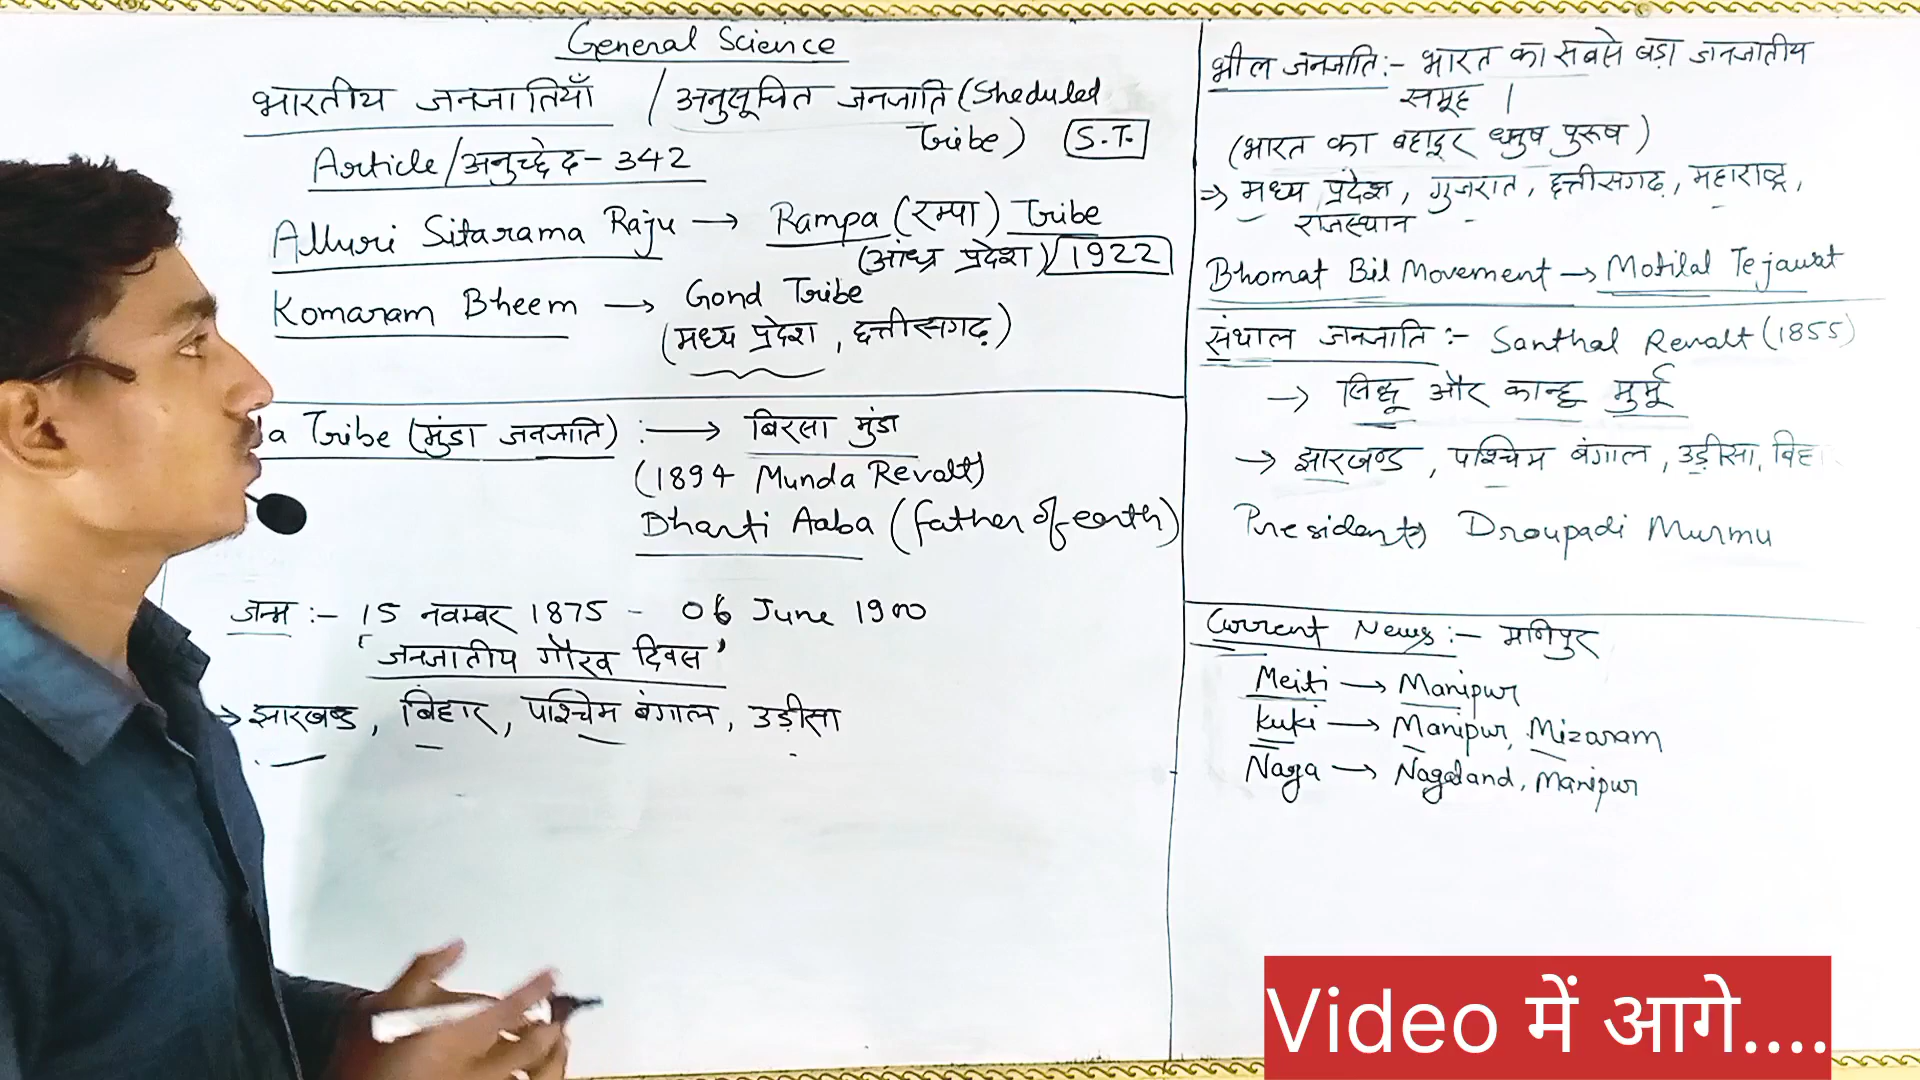 General Science
भारतीय जनजातियाँ / अनुसूचित जनजाति (Sheduled
Tribe) S.T.
Article/अनुच्छेद - 342
Alluri Sitarama Raju → Rampa (रम्पा) Tribe
(आंध्र प्रदेश) 1922
Komaram Bheem → Gond Tribe
(मध्य प्रदेश, छत्तीसगढ़)
a Tribe (मुंडा जनजाति) :→ बिरसा मुंडा
(1894 Munda Revolt)
Dharti Aaba (father of earth)
जन्म :- 15 नवम्बर 1875 - 06 June 1900
'जनजातीय गौरव दिवस'
→ झारखण्ड, बिहार, पश्चिम बंगाल, उड़ीसा
भील जनजाति:- भारत का सबसे बड़ा जनजातीय
समूह |
(भारत का बहादूर धनुष पुरूष)
⇒ मध्य प्रदेश, गुजरात, छत्तीसगढ़, महाराष्ट्र,
राजस्थान
Bhomat Bil Movement → Motilal Tejawat
संथाल जनजाति :- Santhal Revolt (1855)
→ सिद्धू और कान्हू मुर्मू
→ झारखण्ड, पश्चिम बंगाल, उड़ीसा, बिहा
President → Droupadi Murmu
Current News :- मणिपुर
Meiti → Manipur
kuki → Manipur, Mizoram
Naga → Nagaland, Manipur
Video में आगे....